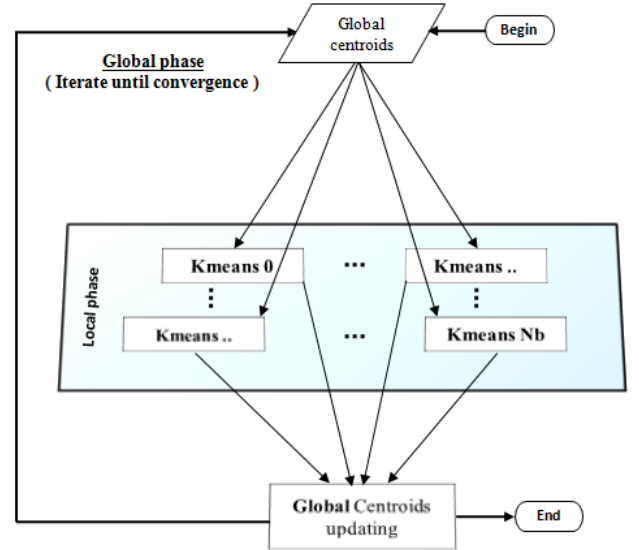 Global
centroids
Begin
Global phase
( Iterate until convergence )
Local phase
Kmeans 0
...
Kmeans ..
Kmeans ..
...
Kmeans Nb
Global Centroids
updating
End